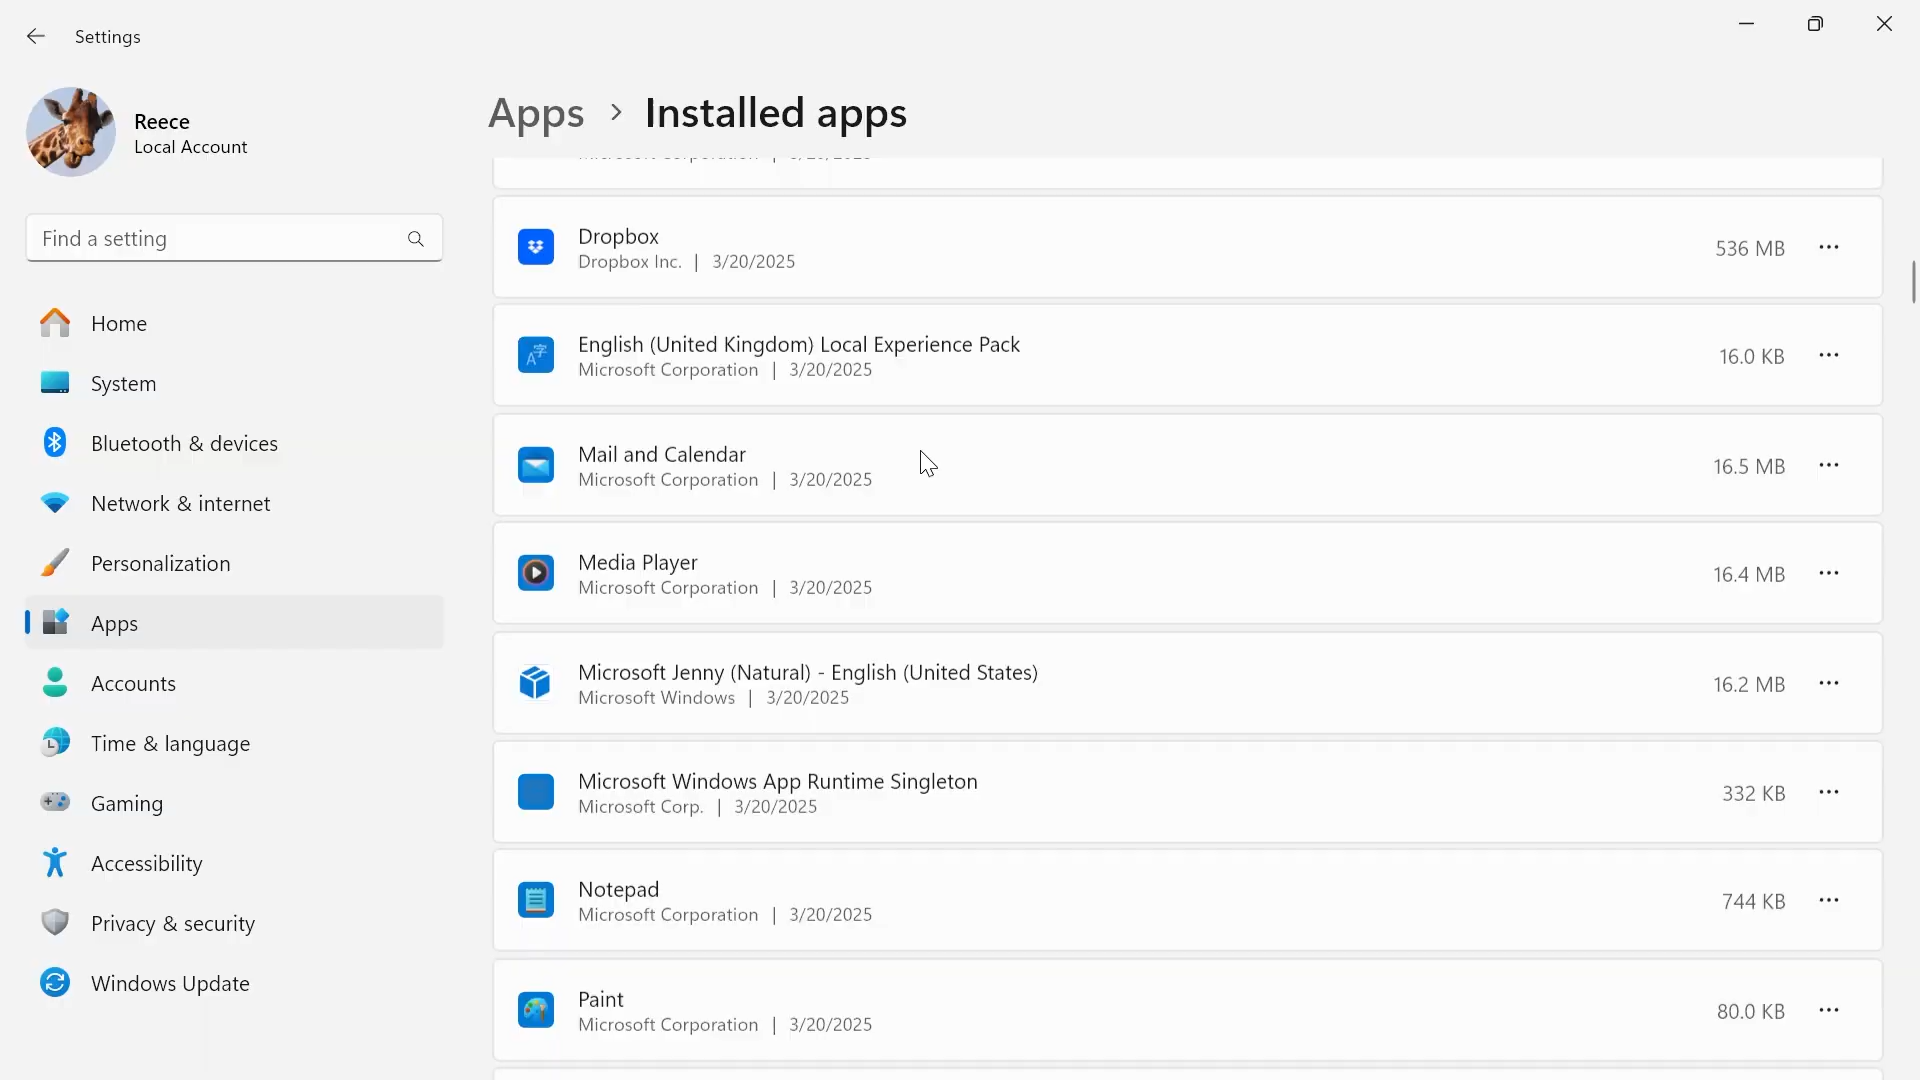 Settings
Reece
Local Account
Find a setting
Home
System
Bluetooth & devices
Network & internet
Personalization
Apps
Accounts
Time & language
Gaming
Accessibility
Privacy & security
Windows Update
Apps > Installed apps
Dropbox
Dropbox Inc. | 3/20/2025
536 MB
English (United Kingdom) Local Experience Pack
Microsoft Corporation | 3/20/2025
16.0 KB
Mail and Calendar
Microsoft Corporation | 3/20/2025
16.5 MB
Media Player
Microsoft Corporation | 3/20/2025
16.4 MB
Microsoft Jenny (Natural) - English (United States)
Microsoft Windows | 3/20/2025
16.2 MB
Microsoft Windows App Runtime Singleton
Microsoft Corp. | 3/20/2025
332 KB
Notepad
Microsoft Corporation | 3/20/2025
744 KB
Paint
Microsoft Corporation | 3/20/2025
80.0 KB